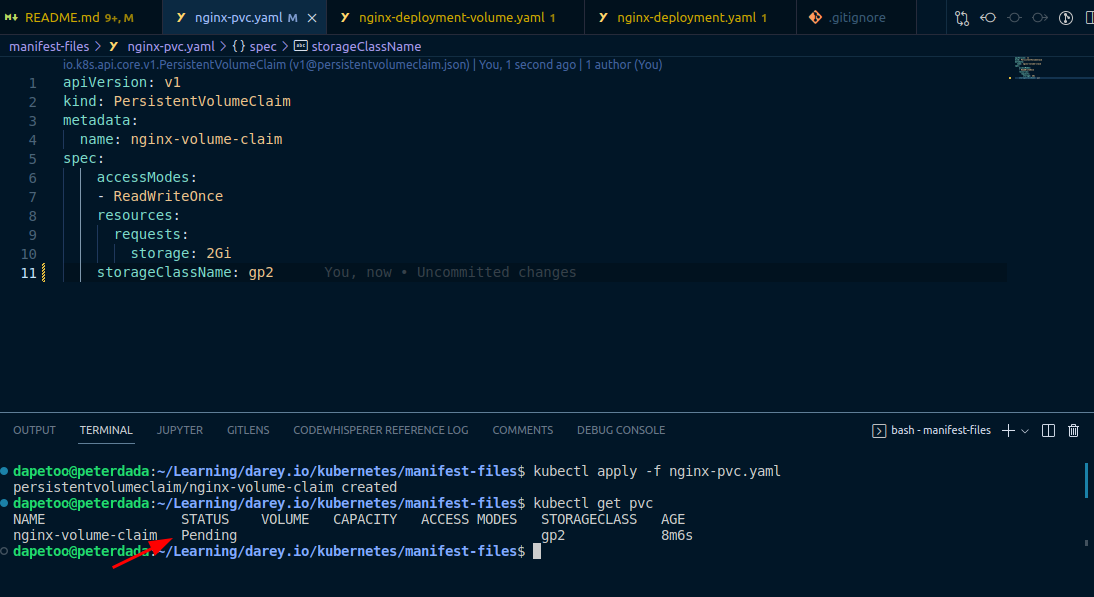 README.md 9+, M nginx-pvc.yaml M nginx-deployment-volume.yaml 1 nginx-deployment.yaml 1 .gitignore
manifest-files > nginx-pvc.yaml > {} spec > abc storageClassName
io.k8s.api.core.v1.PersistentVolumeClaim (v1@persistentvolumeclaim.json) | You, 1 second ago | 1 author (You)
1 apiVersion: v1
2 kind: PersistentVolumeClaim
3 metadata:
4 name: nginx-volume-claim
5 spec:
6 accessModes:
7 - ReadWriteOnce
8 resources:
9 requests:
10 storage: 2Gi
11 storageClassName: gp2 You, now • Uncommitted changes
OUTPUT TERMINAL JUPYTER GITLENS CODEWHISPERER REFERENCE LOG COMMENTS DEBUG CONSOLE bash - manifest-files
dapetoo@peterdada:~/Learning/darey.io/kubernetes/manifest-files$ kubectl apply -f nginx-pvc.yaml
persistentvolumeclaim/nginx-volume-claim created
dapetoo@peterdada:~/Learning/darey.io/kubernetes/manifest-files$ kubectl get pvc
NAME STATUS VOLUME CAPACITY ACCESS MODES STORAGECLASS AGE
nginx-volume-claim Pending gp2 8m6s
dapetoo@peterdada:~/Learning/darey.io/kubernetes/manifest-files$